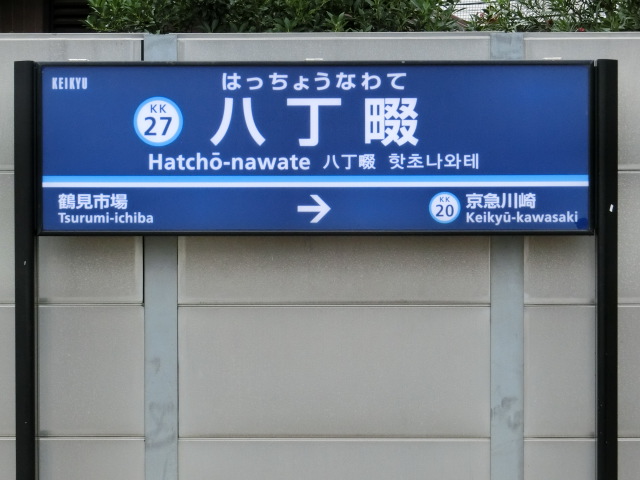 KEIKYU
はっちょうなわて
KK
27
八丁畷
Hatchō-nawate 八丁畷 핫초나와테
鶴見市場
Tsurumi-ichiba
→
KK
20
京急川崎
Keikyū-kawasaki